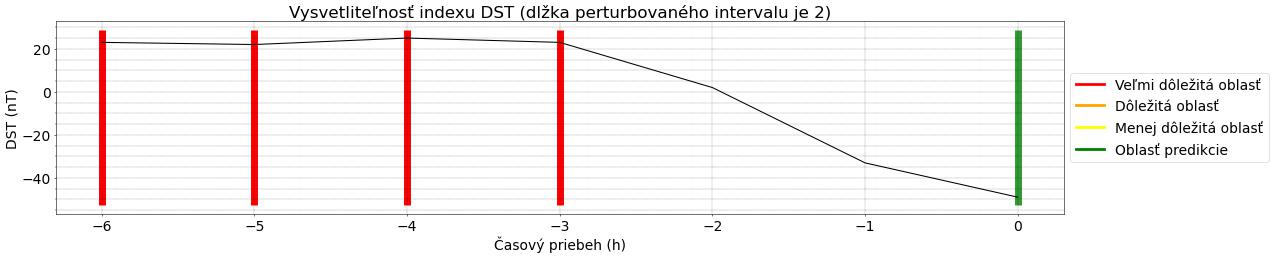 Vysvetliteľnosť indexu DST (dlžka perturbovaného intervalu je 2)
DST (nT)
20
0
−20
−40
−6 −5 −4 −3 −2 −1 0
Časový priebeh (h)
Veľmi dôležitá oblasť
Dôležitá oblasť
Menej dôležitá oblasť
Oblasť predikcie